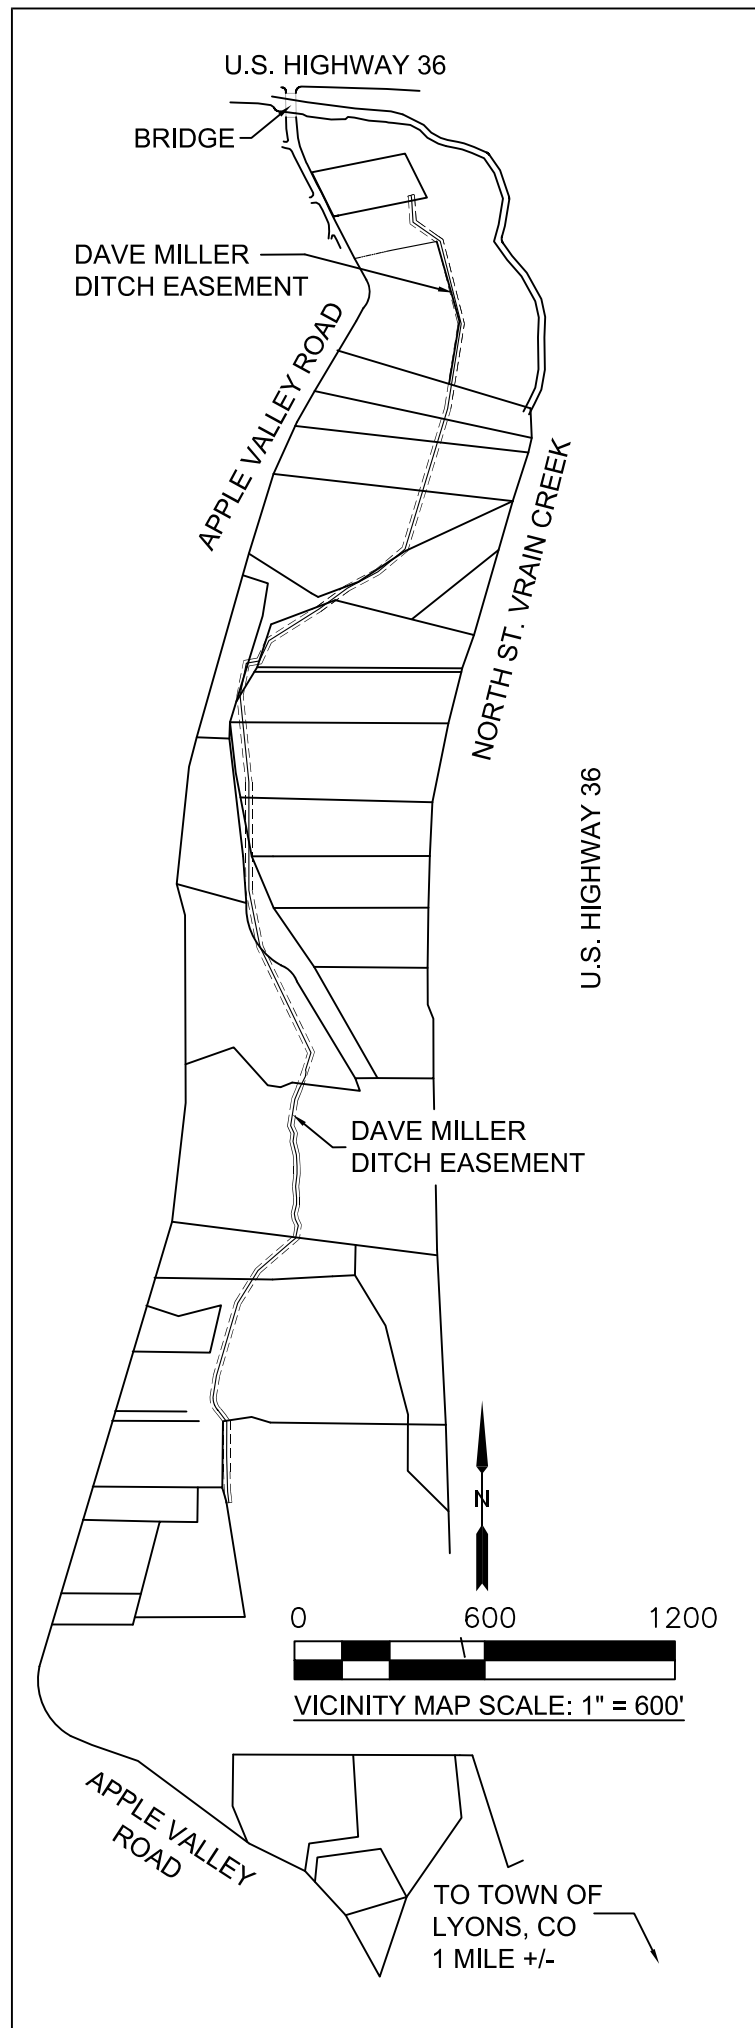 U.S. HIGHWAY 36
BRIDGE
DAVE MILLER
DITCH EASEMENT
APPLE VALLEY ROAD
NORTH ST. VRAIN CREEK
U.S. HIGHWAY 36
DAVE MILLER
DITCH EASEMENT
N
0 600 1200
VICINITY MAP SCALE: 1" = 600'
APPLE VALLEY
ROAD
TO TOWN OF
LYONS, CO
1 MILE +/-